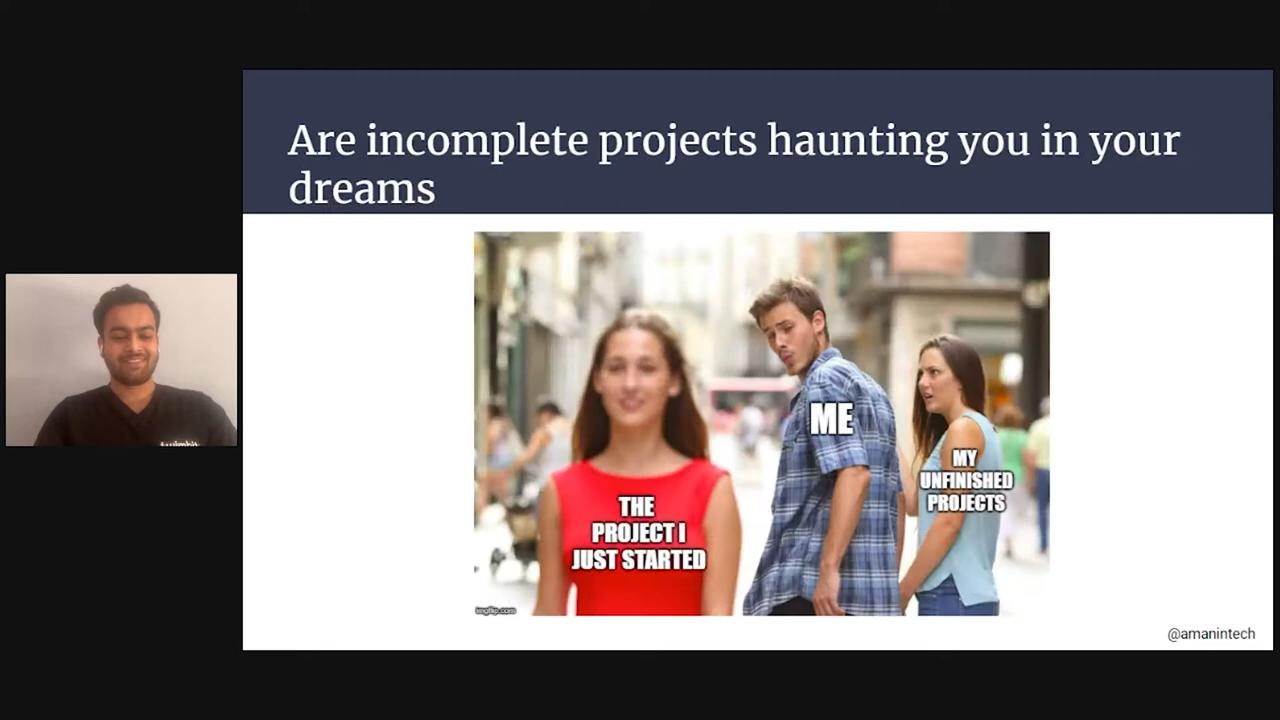 Are incomplete projects haunting you in your
dreams
THE
PROJECT I
JUST STARTED
ME
MY
UNFINISHED
PROJECTS
imgflip.com
@amanintech